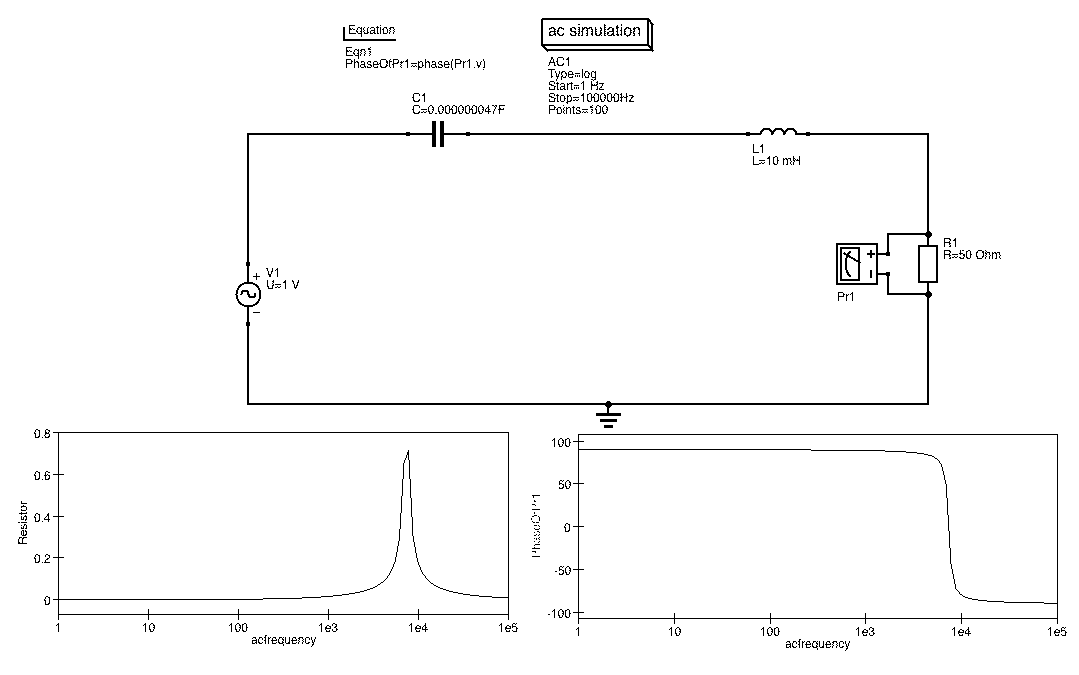 Equation
Eqn1
PhaseOfPr1=phase(Pr1.v)
ac simulation
AC1
Type=log
Start=1 Hz
Stop=100000Hz
Points=100
C1
C=0.000000047F
L1
L=10 mH
+
V1
U=1 V
−
+
Pr1
R1
R=50 Ohm
0.8
0.6
0.4
0.2
0
Resistor
1 10 100 1e3 1e4 1e5
acfrequency
100
50
0
-50
-100
PhaseOfPr1
1 10 100 1e3 1e4 1e5
acfrequency